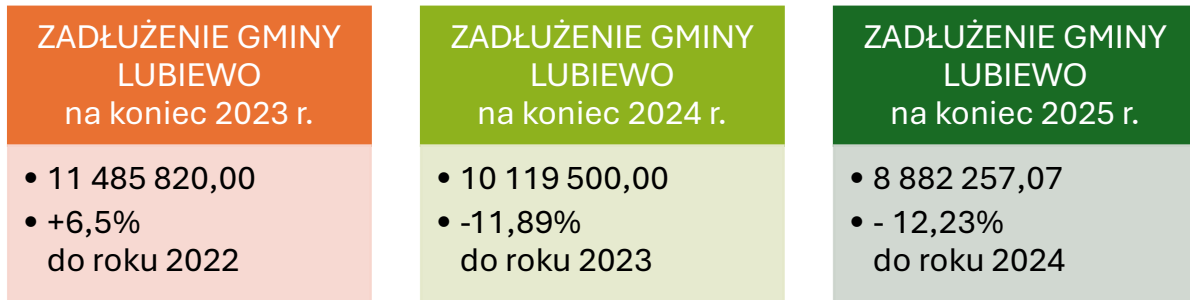 ZADŁUŻENIE GMINY
LUBIEWO
na koniec 2023 r.
• 11 485 820,00
• +6,5%
do roku 2022
ZADŁUŻENIE GMINY
LUBIEWO
na koniec 2024 r.
• 10 119 500,00
• -11,89%
do roku 2023
ZADŁUŻENIE GMINY
LUBIEWO
na koniec 2025 r.
• 8 882 257,07
• - 12,23%
do roku 2024